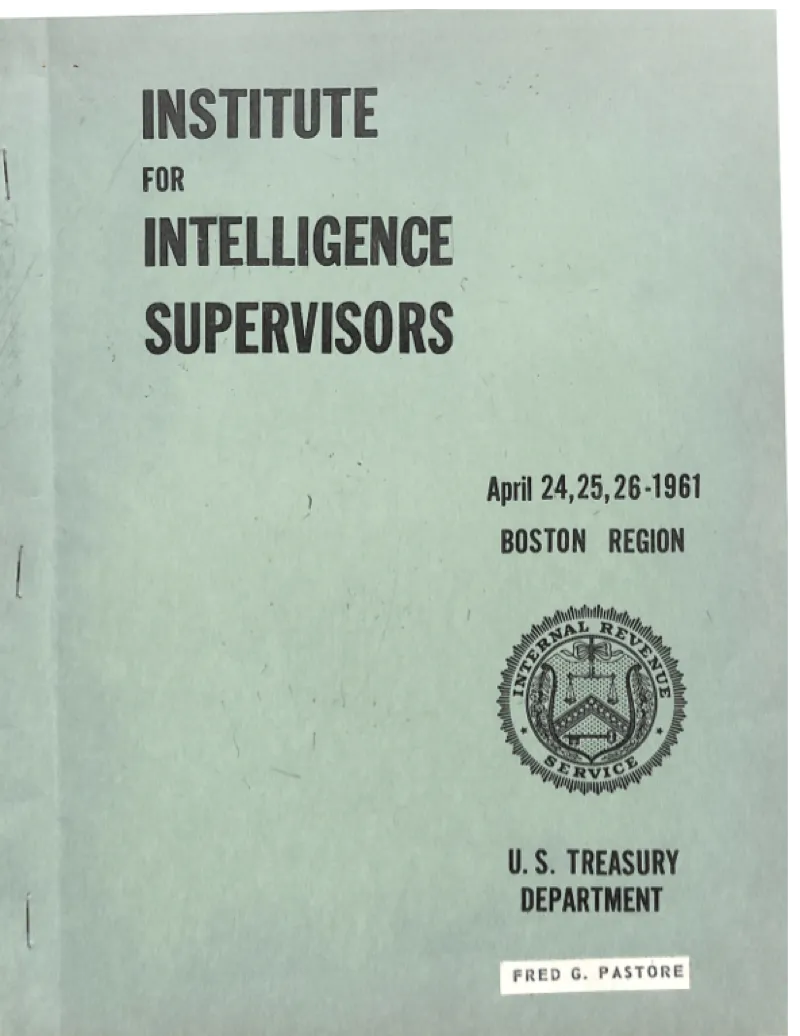 INSTITUTE
FOR
INTELLIGENCE
SUPERVISORS
April 24,25,26-1961
BOSTON REGION
INTERNAL REVENUE
SERVICE
U. S. TREASURY
DEPARTMENT
FRED G. PASTORE